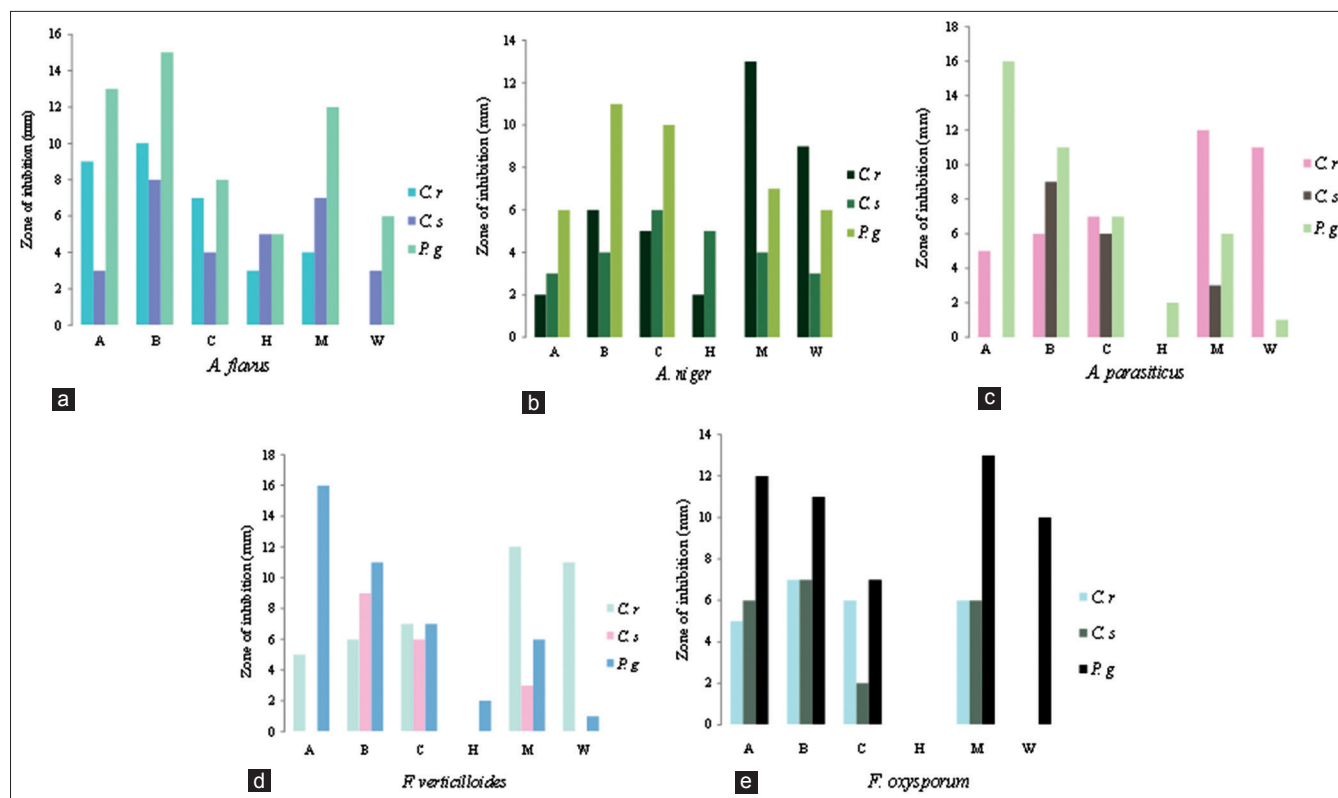 16
14
12
10
8
6
4
2
0
Zone of inhibition (mm)
A B C H M W
A. flavus
C. r
C. s
P. g
a
14
12
10
8
6
4
2
Zone of inhibition (mm)
A B C H M W
A. niger
C. r
C. s
P. g
b
18
16
14
12
10
8
6
4
2
0
Zone of inhibition (mm)
A B C H M W
A. parasiticus
C. r
C. s
P. g
c
18
16
14
12
10
8
6
4
2
0
Zone of inhibition (mm)
A B C H M W
F. verticilloides
C. r
C. s
P. g
d
14
12
10
8
6
4
2
0
Zone of inhibition (mm)
A B C H M W
F. oxysporum
C. r
C. s
P. g
e